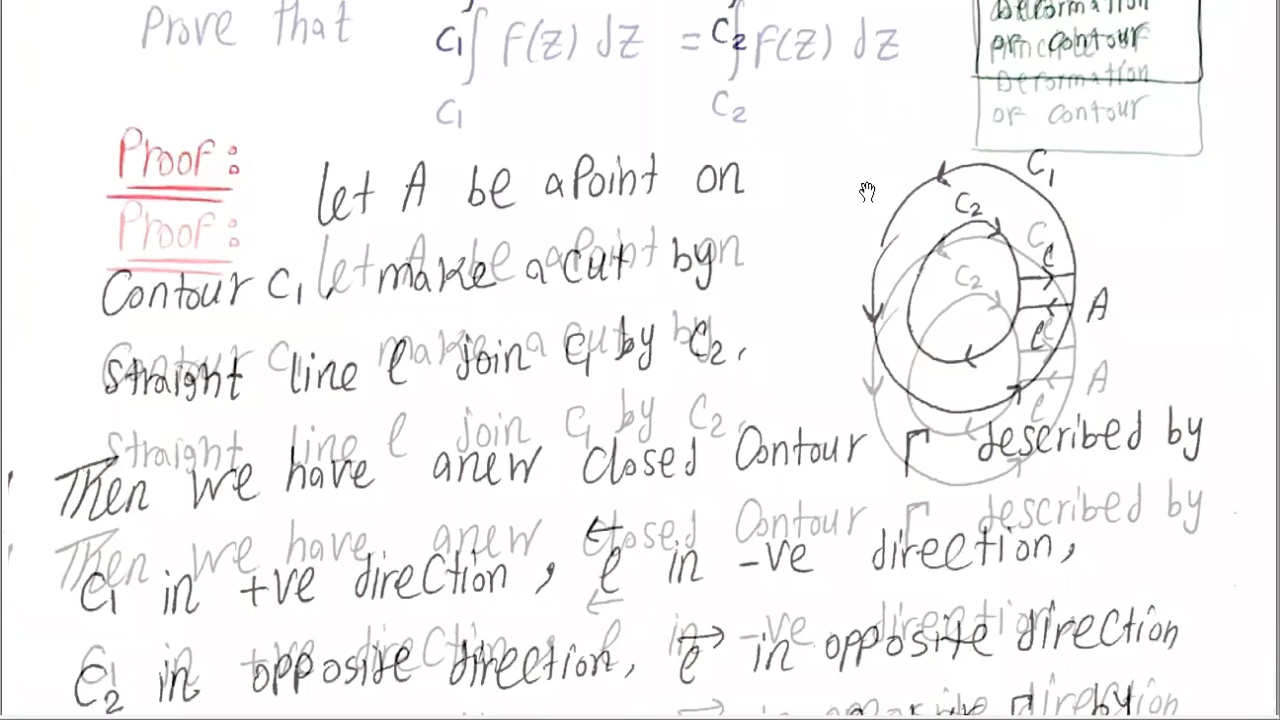 Prove that ∫ F(z) dz = ∫ F(z) dz
C1 C2
Deformation
of contour
Proof:
let A be a Point on
Contour C1, make a cut by
straight line l join C1 by C2,
Then we have anew closed Contour Γ described by
C1 in +ve direction, l in -ve direction,
C2 in opposite direction, l in opposite direction
C1
C2
l
A
l